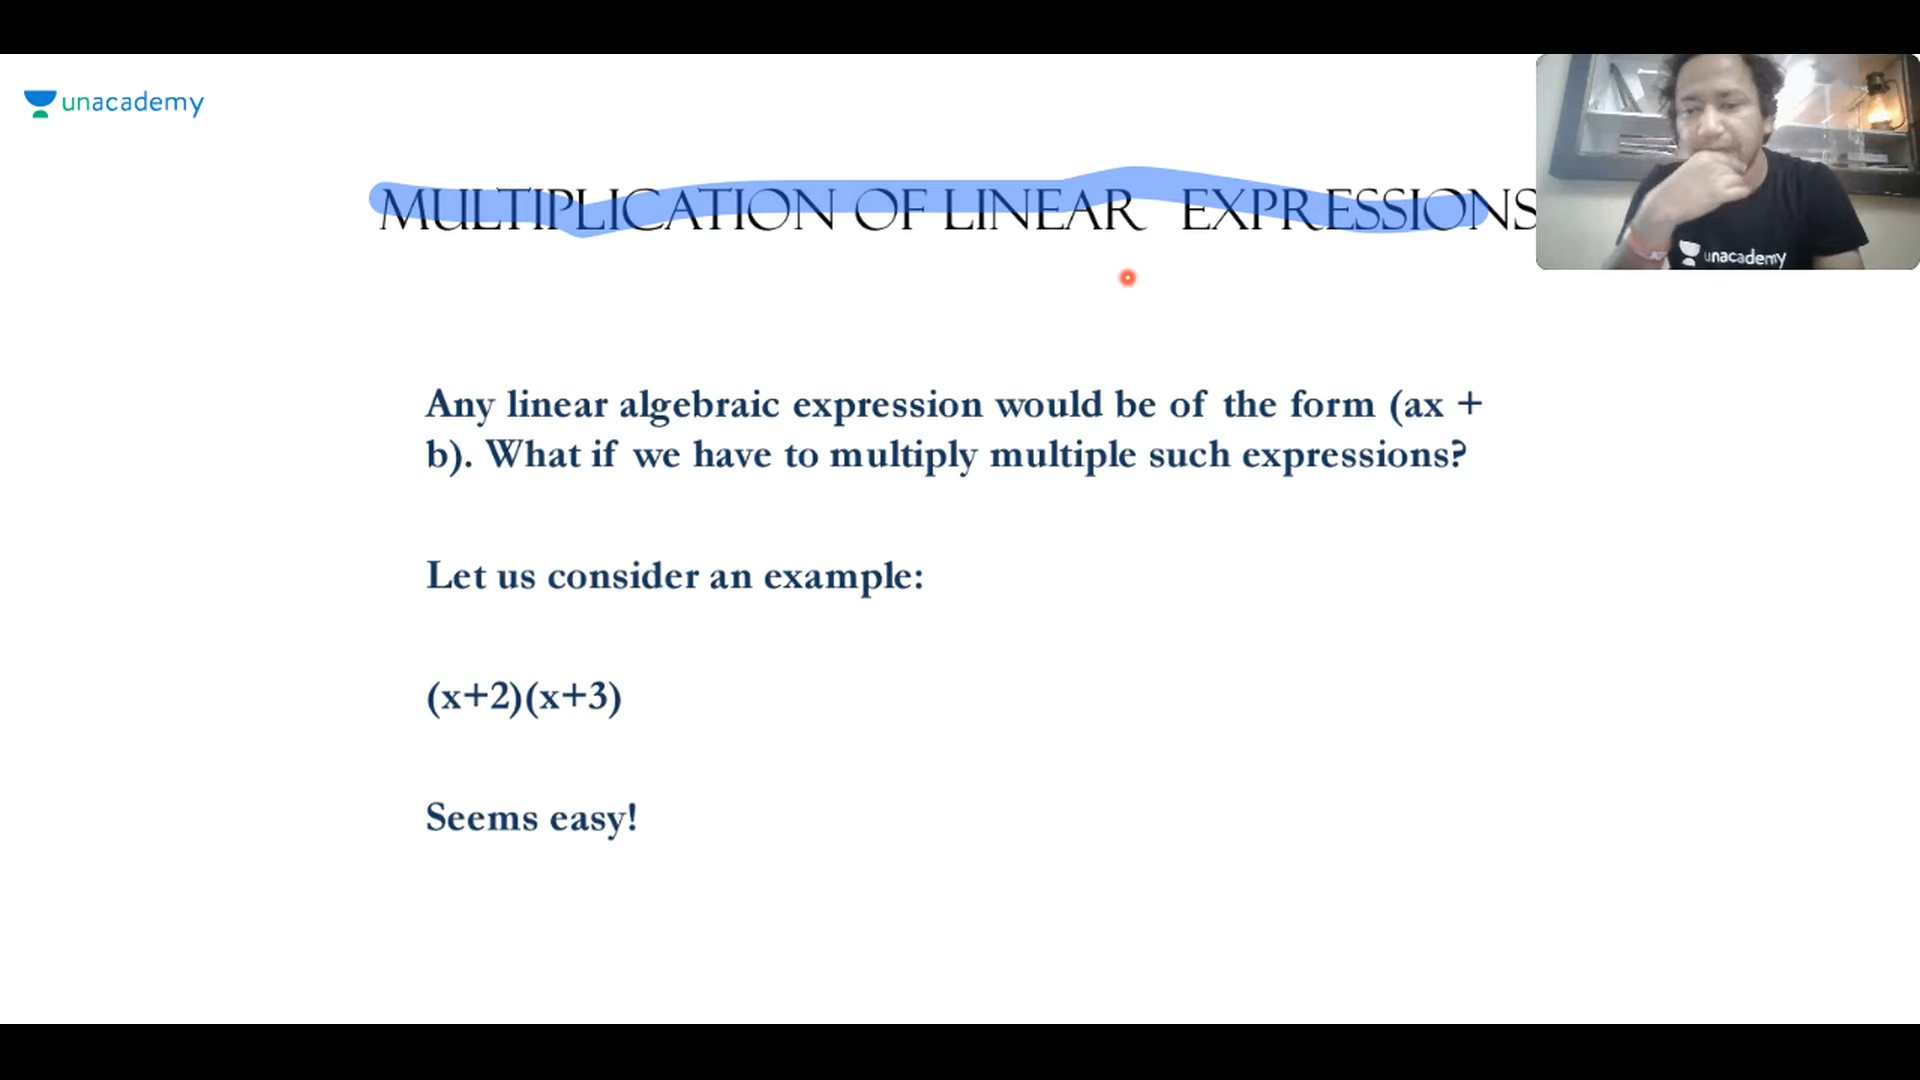 unacademy
MULTIPLICATION OF LINEAR EXPRESSIONS
unacademy
Any linear algebraic expression would be of the form (ax +
b). What if we have to multiply multiple such expressions?
Let us consider an example:
(x+2)(x+3)
Seems easy!